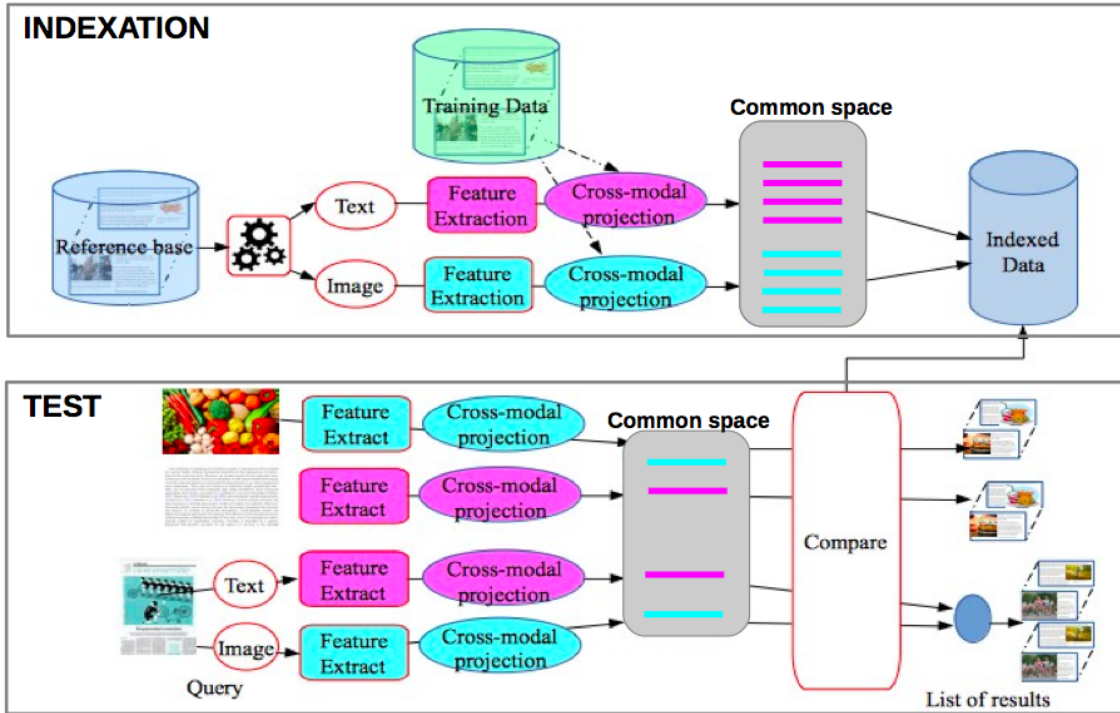 INDEXATION
Training Data
Common space
Reference base
Text
Feature
Extraction
Cross-modal
projection
Image
Feature
Extraction
Cross-modal
projection
Indexed
Data
TEST
Feature
Extract
Cross-modal
projection
Common space
Feature
Extract
Cross-modal
projection
Compare
Text
Feature
Extract
Cross-modal
projection
Image
Feature
Extract
Cross-modal
projection
Query
List of results